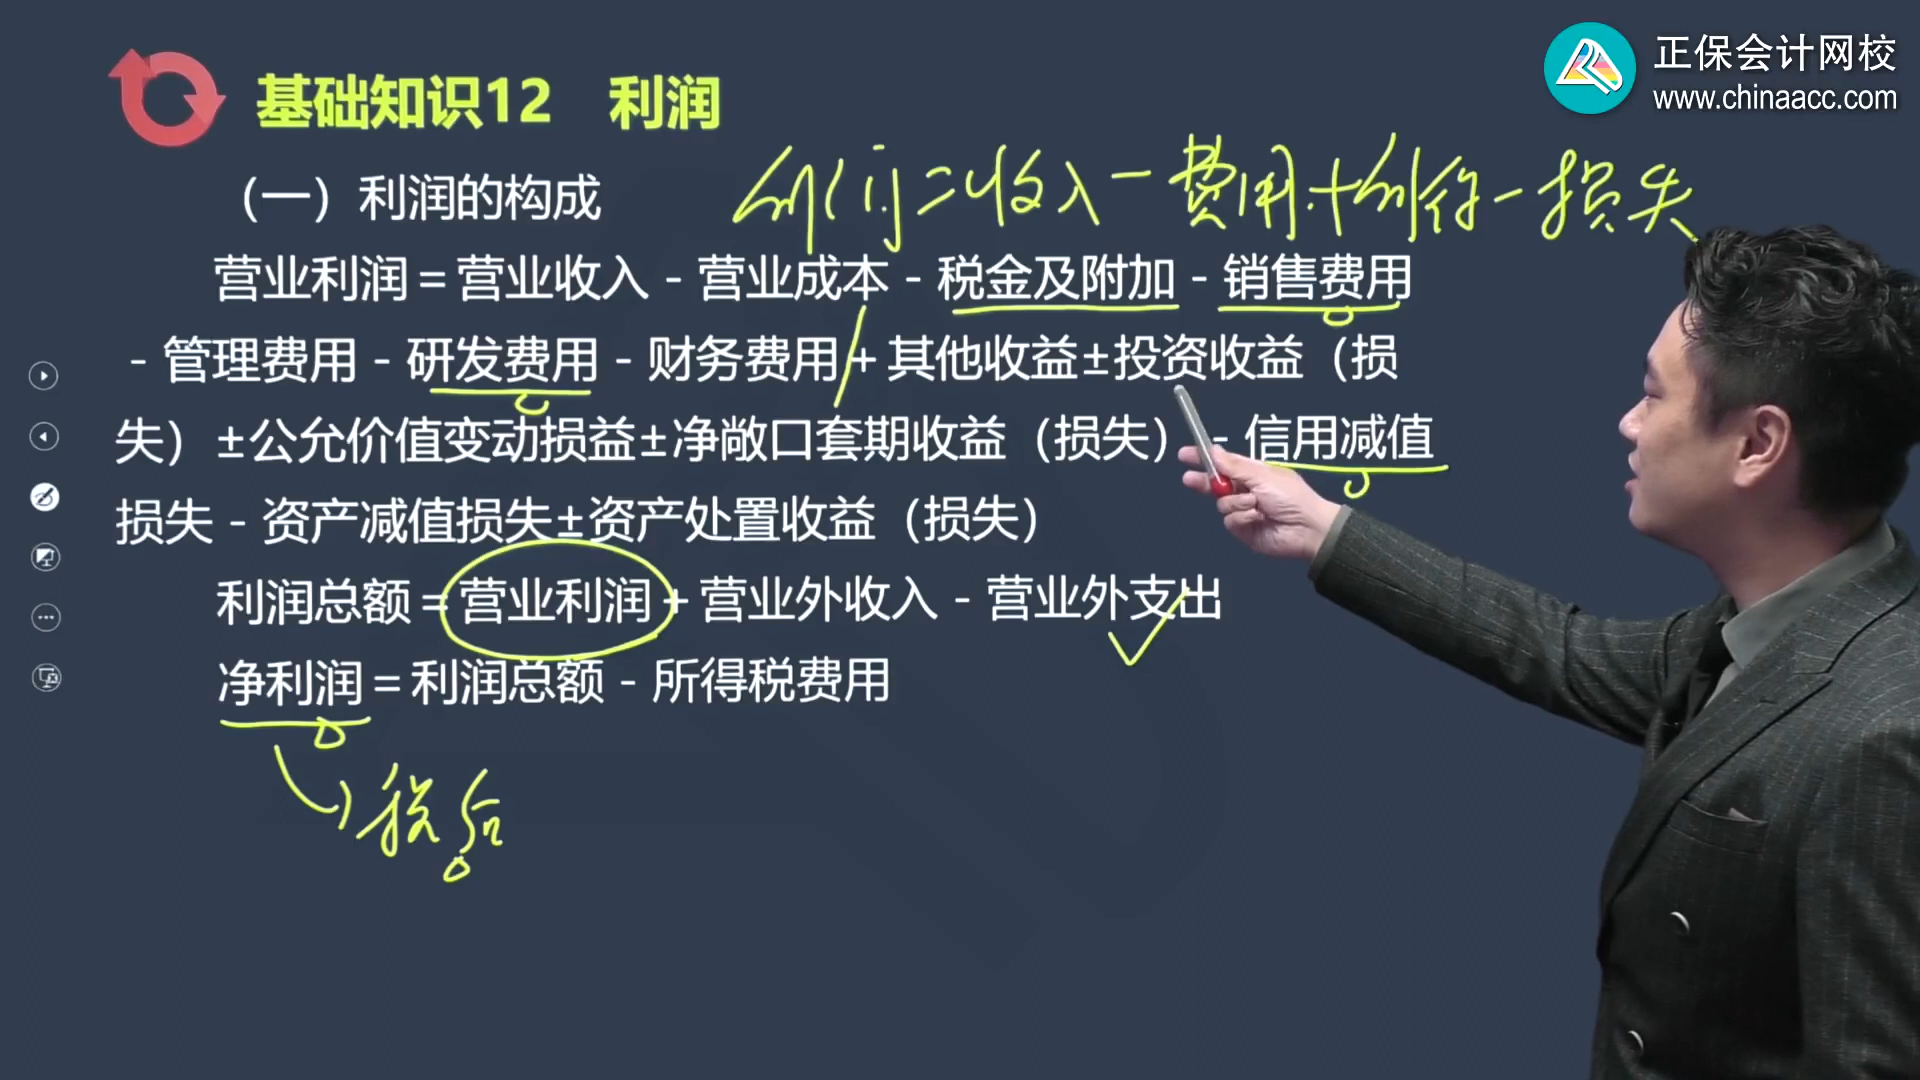 正保会计网校
www.chinaacc.com
基础知识12 利润
（一）利润的构成
利润=收入-费用+利得-损失
营业利润=营业收入-营业成本-税金及附加-销售费用
-管理费用-研发费用-财务费用+其他收益±投资收益（损
失）±公允价值变动损益±净敞口套期收益（损失）-信用减值
损失-资产减值损失±资产处置收益（损失）
利润总额=营业利润+营业外收入-营业外支出
净利润=利润总额-所得税费用
税后